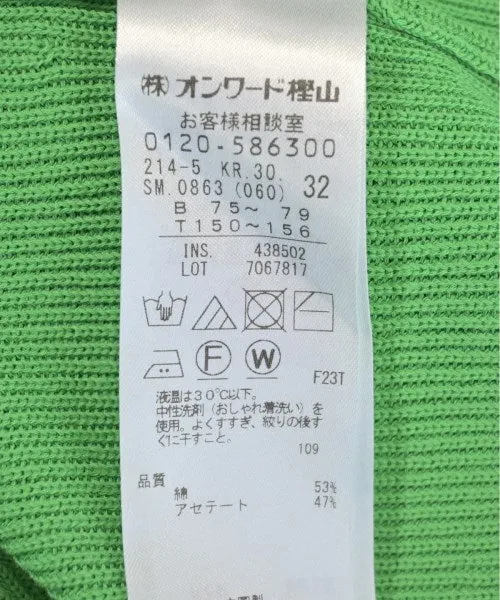 ㈱オンワード樫山
お客様相談室
0120-586300
214-5 KR.30.
SM.0863 (060) 32
B 75〜 79
T 150〜156
INS. 438502
LOT 7067817
F W
F23T
液温は30℃以下。
中性洗剤(おしゃれ着洗い)を
使用。よくすすぎ、絞りの後す
ぐに干すこと。
109
品質
綿 53%
アセテート 47%